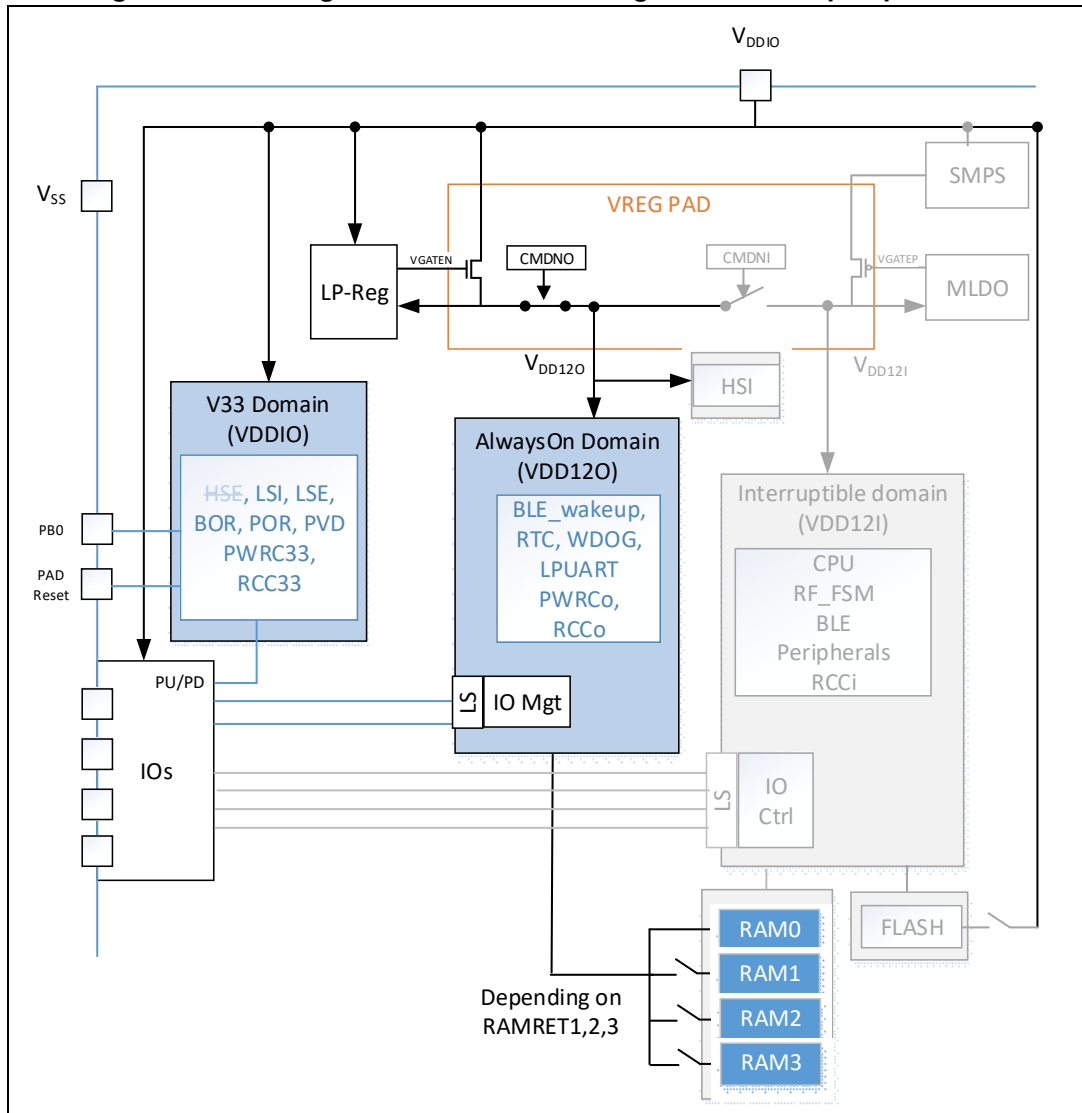 VDDIO
VSS
SMPS
VREG PAD
LP-Reg
VGATEN
CMDNO
CMDNI
VGATEP
MLDO
VDD12O
VDD12I
HSI
V33 Domain
(VDDIO)
HSE, LSI, LSE,
BOR, POR, PVD
PWRC33,
RCC33
AlwaysOn Domain
(VDD12O)
BLE_wakeup,
RTC, WDOG,
LPUART
PWRCo,
RCCo
Interruptible domain
(VDD12I)
CPU
RF_FSM
BLE
Peripherals
RCCi
PB0
PAD
Reset
PU/PD
IOs
LS
IO Mgt
LS
IO
Ctrl
RAM0
RAM1
RAM2
RAM3
FLASH
Depending on
RAMRET1,2,3